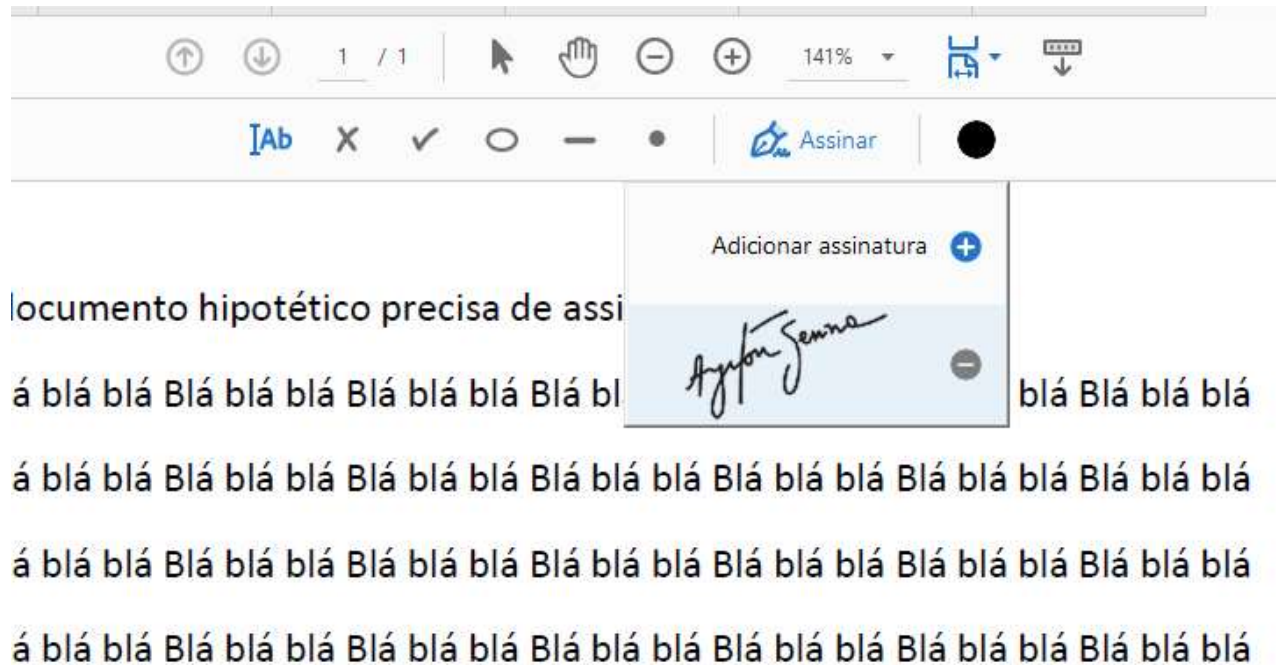 1 / 1 141%
Ab Assinar
Adicionar assinatura
locumento hipotético precisa de assi
Ayrton Senna
á blá blá Blá blá blá Blá blá blá Blá bl blá Blá blá blá
á blá blá Blá blá blá Blá blá blá Blá blá blá Blá blá blá Blá blá blá Blá blá blá
á blá blá Blá blá blá Blá blá blá Blá blá blá Blá blá blá Blá blá blá Blá blá blá
á blá blá Blá blá blá Blá blá blá Blá blá blá Blá blá blá Blá blá blá Blá blá blá